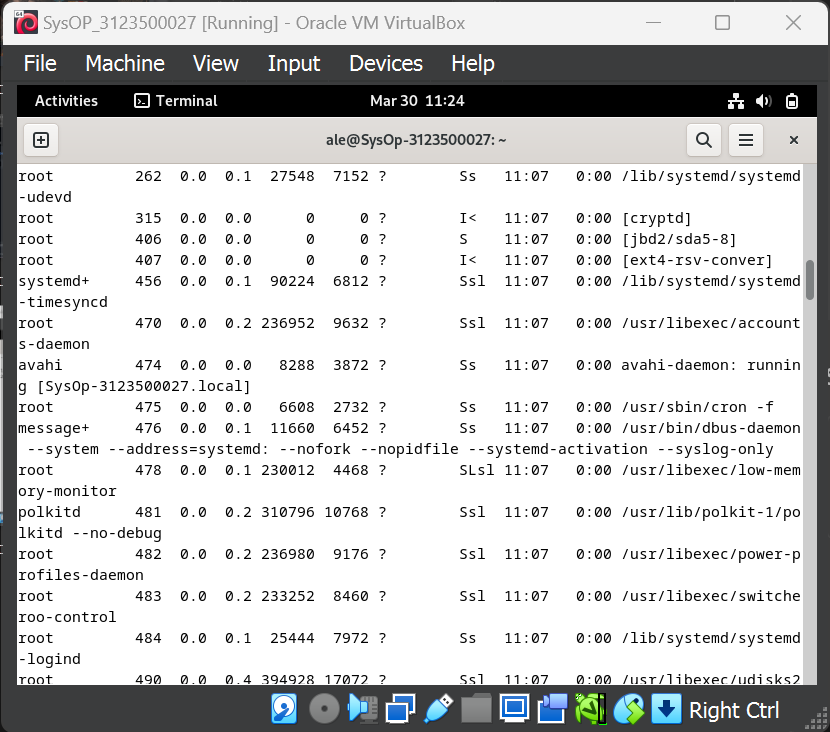 SysOP_3123500027 [Running] - Oracle VM VirtualBox
File Machine View Input Devices Help
Activities Terminal Mar 30 11:24
ale@SysOp-3123500027: ~
root 262 0.0 0.1 27548 7152 ? Ss 11:07 0:00 /lib/systemd/systemd
-udevd
root 315 0.0 0.0 0 0 ? I< 11:07 0:00 [cryptd]
root 406 0.0 0.0 0 0 ? S 11:07 0:00 [jbd2/sda5-8]
root 407 0.0 0.0 0 0 ? I< 11:07 0:00 [ext4-rsv-conver]
systemd+ 456 0.0 0.1 90224 6812 ? Ssl 11:07 0:00 /lib/systemd/systemd
-timesyncd
root 470 0.0 0.2 236952 9632 ? Ssl 11:07 0:00 /usr/libexec/account
s-daemon
avahi 474 0.0 0.0 8288 3872 ? Ss 11:07 0:00 avahi-daemon: runnin
g [SysOp-3123500027.local]
root 475 0.0 0.0 6608 2732 ? Ss 11:07 0:00 /usr/sbin/cron -f
message+ 476 0.0 0.1 11660 6452 ? Ss 11:07 0:00 /usr/bin/dbus-daemon
--system --address=systemd: --nofork --nopidfile --systemd-activation --syslog-only
root 478 0.0 0.1 230012 4468 ? SLsl 11:07 0:00 /usr/libexec/low-mem
ory-monitor
polkitd 481 0.0 0.2 310796 10768 ? Ssl 11:07 0:00 /usr/lib/polkit-1/po
lkitd --no-debug
root 482 0.0 0.2 236980 9176 ? Ssl 11:07 0:00 /usr/libexec/power-p
rofiles-daemon
root 483 0.0 0.2 233252 8460 ? Ssl 11:07 0:00 /usr/libexec/switche
roo-control
root 484 0.0 0.1 25444 7972 ? Ss 11:07 0:00 /lib/systemd/systemd
-logind
root 490 0.0 0.4 394928 17072 ? Ssl 11:07 0:00 /usr/libexec/udisks2
Right Ctrl